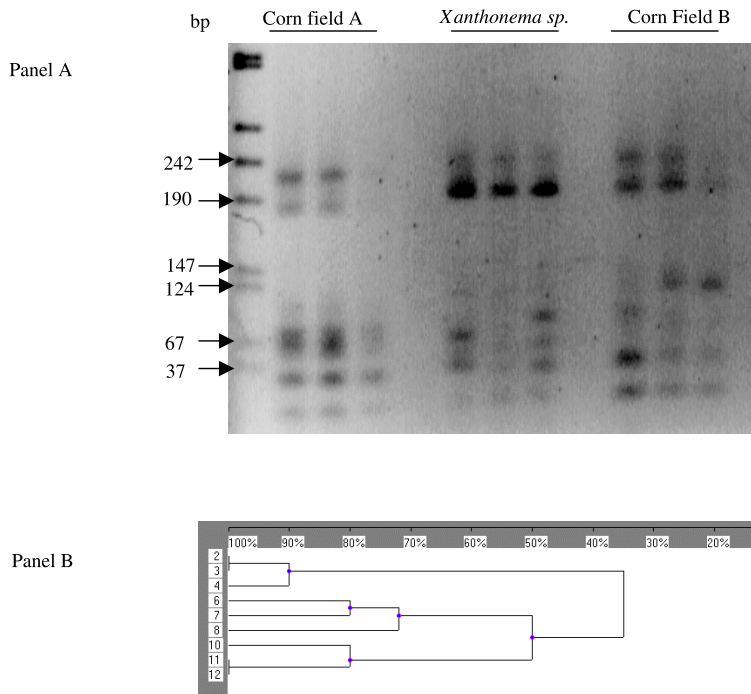 bp
Corn field A
Xanthonema sp.
Corn Field B
Panel A
242
190
147
124
67
37
Panel B
100% 90% 80% 70% 60% 50% 40% 30% 20%
2
3
4
6
7
8
10
11
12